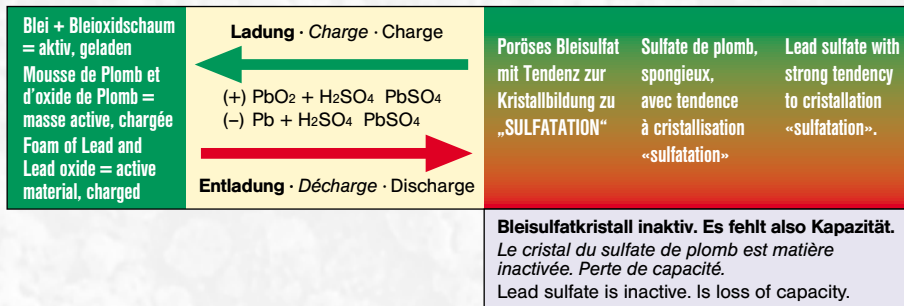 Blei + Bleioxidschaum
= aktiv, geladen
Mousse de Plomb et
d'oxide de Plomb =
masse active, chargée
Foam of Lead and
Lead oxide = active
material, charged
Ladung · Charge · Charge
(+) PbO₂ + H₂SO₄ PbSO₄
(–) Pb + H₂SO₄ PbSO₄
Entladung · Décharge · Discharge
Poröses Bleisulfat
mit Tendenz zur
Kristallbildung zu
„SULFATATION“
Sulfate de plomb,
spongieux,
avec tendence
à cristallisation
«sulfatation»
Lead sulfate with
strong tendency
to cristallation
«sulfatation».
Bleisulfatkristall inaktiv. Es fehlt also Kapazität.
Le cristal du sulfate de plomb est matière
inactivée. Perte de capacité.
Lead sulfate is inactive. Is loss of capacity.